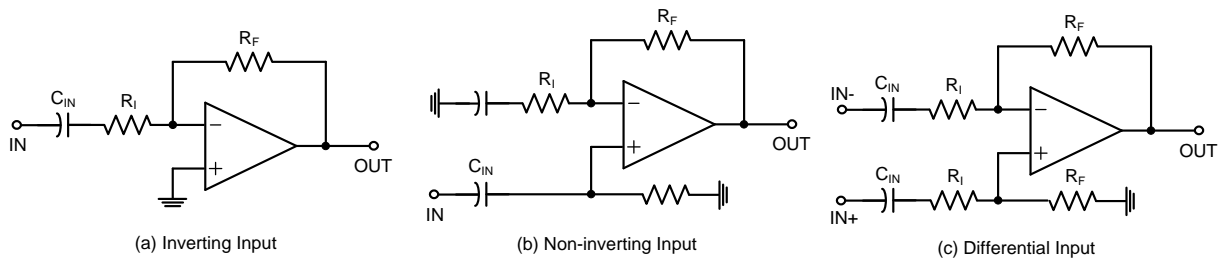 R_F
C_IN
R_I
IN
−
+
OUT
(a) Inverting Input
R_F
R_I
−
+
C_IN
IN
OUT
(b) Non-inverting Input
R_F
IN-
C_IN
R_I
−
+
OUT
C_IN
R_I
R_F
IN+
(c) Differential Input